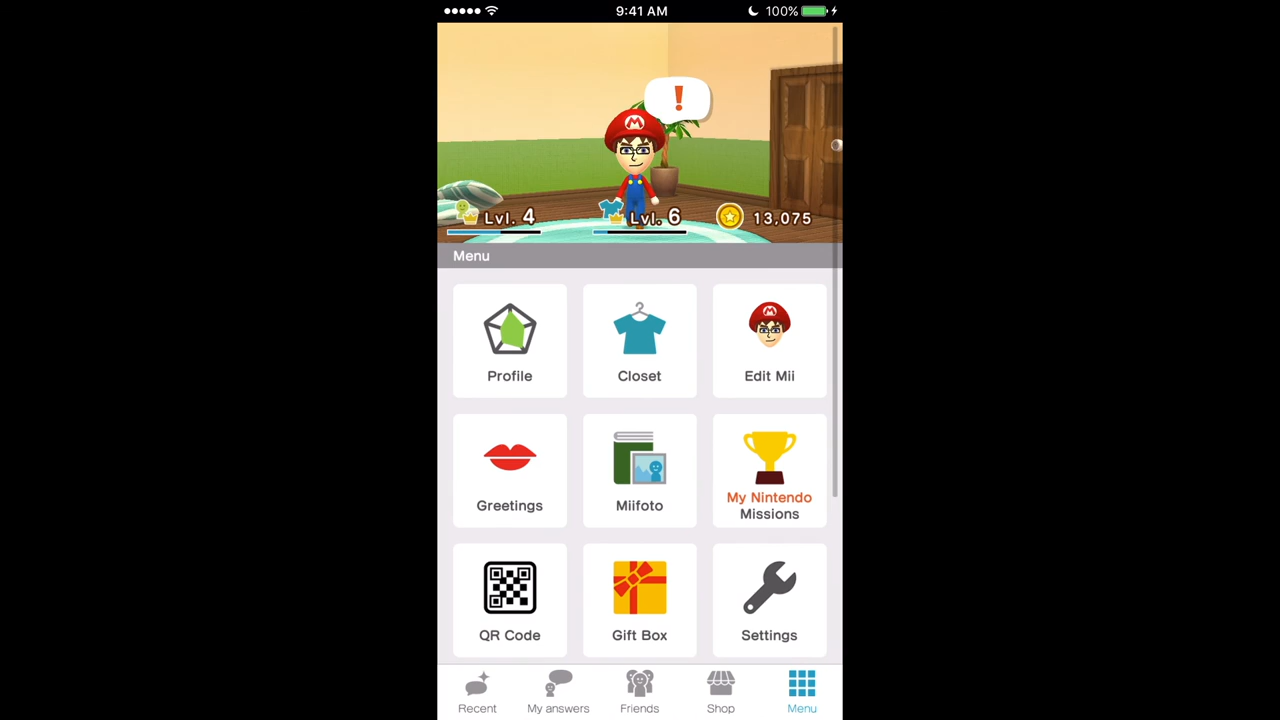 9:41 AM
100%
!
Lvl. 4
Lvl. 6
13,075
Menu
Profile
Closet
Edit Mii
Greetings
Miifoto
My Nintendo
Missions
QR Code
Gift Box
Settings
Recent
My answers
Friends
Shop
Menu